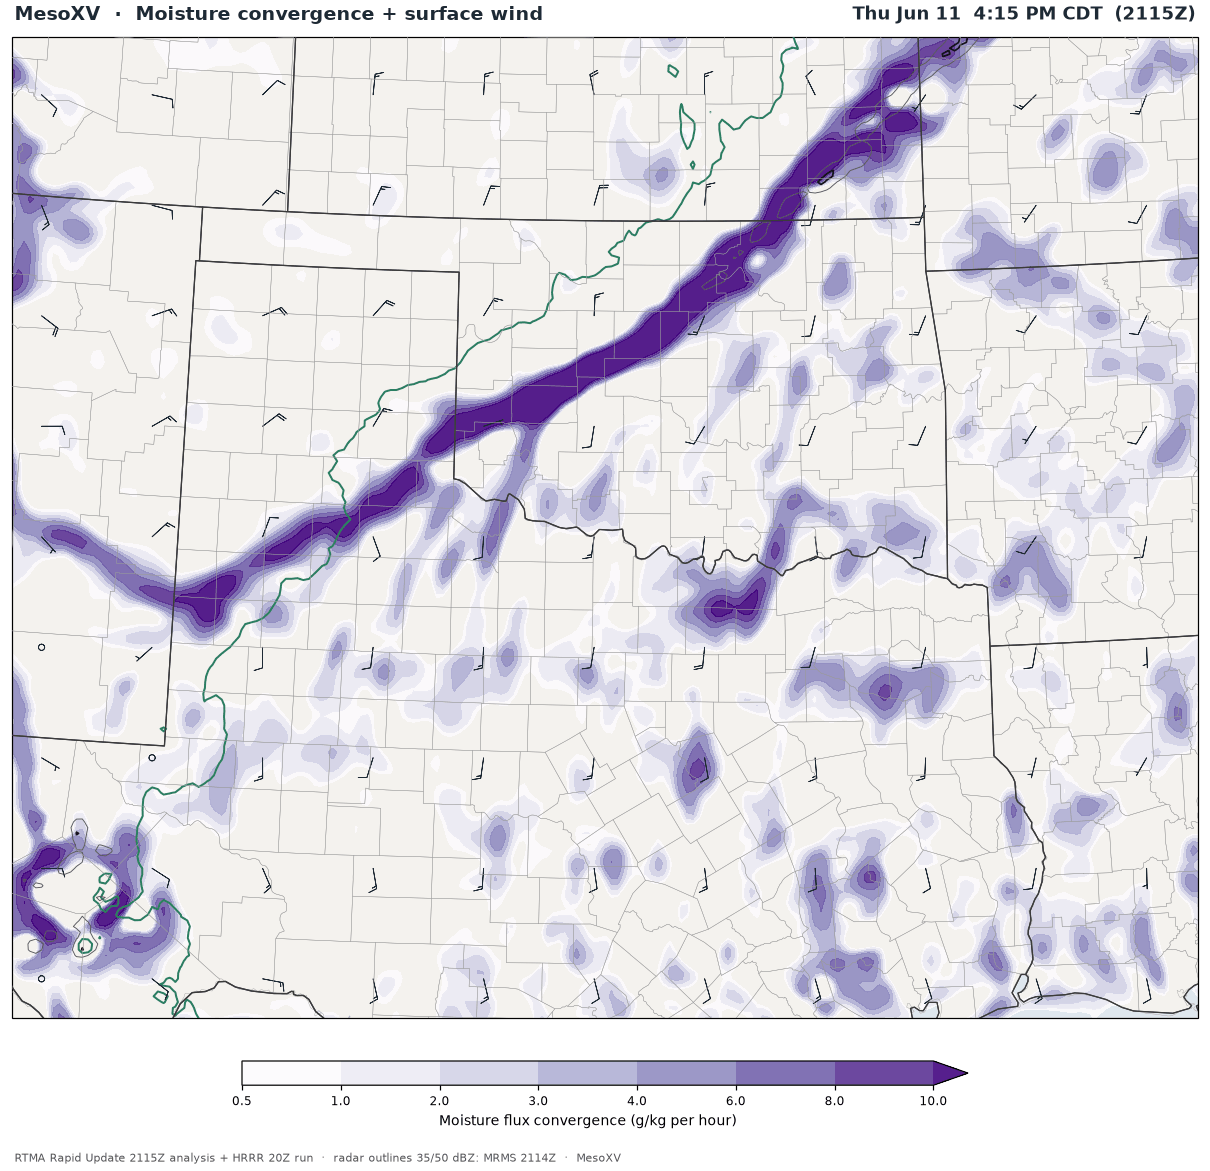 MesoXV · Moisture convergence + surface wind
Thu Jun 11 4:15 PM CDT (2115Z)
0.5 1.0 2.0 3.0 4.0 6.0 8.0 10.0
Moisture flux convergence (g/kg per hour)
RTMA Rapid Update 2115Z analysis + HRRR 20Z run · radar outlines 35/50 dBZ: MRMS 2114Z · MesoXV